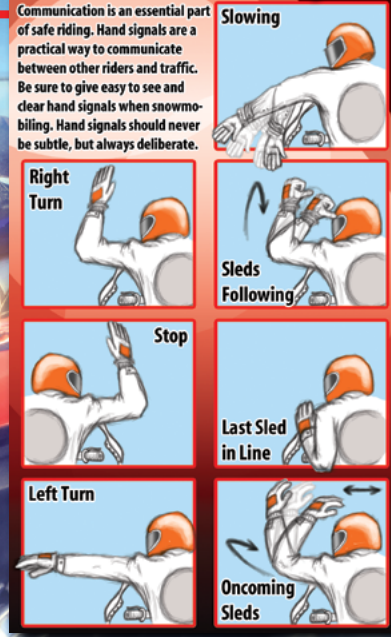 Communication is an essential part
of safe riding. Hand signals are a
practical way to communicate
between other riders and traffic.
Be sure to give easy to see and
clear hand signals when snowmo-
biling. Hand signals should never
be subtle, but always deliberate.
Slowing
Right
Turn
Sleds
Following
Stop
Last Sled
in Line
Left Turn
Oncoming
Sleds